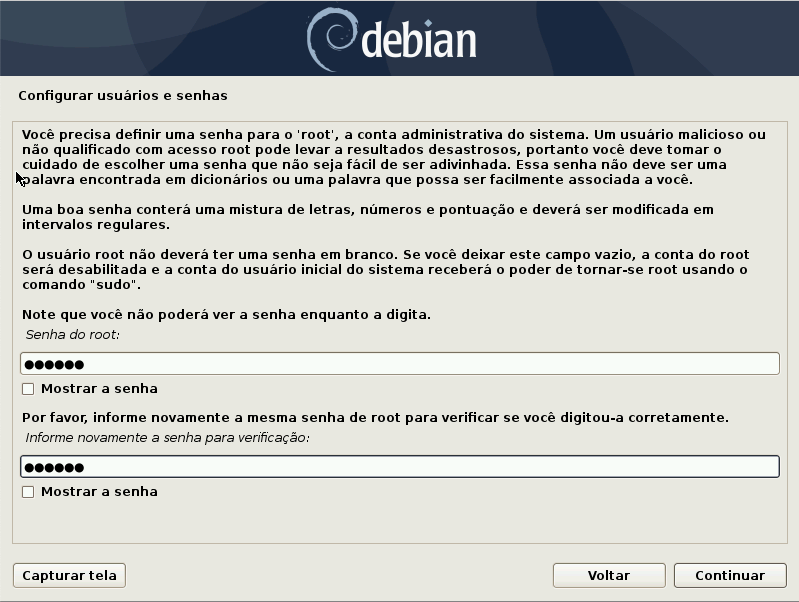 debian
Configurar usuários e senhas
Você precisa definir uma senha para o 'root', a conta administrativa do sistema. Um usuário malicioso ou
não qualificado com acesso root pode levar a resultados desastrosos, portanto você deve tomar o
cuidado de escolher uma senha que não seja fácil de ser adivinhada. Essa senha não deve ser uma
palavra encontrada em dicionários ou uma palavra que possa ser facilmente associada a você.
Uma boa senha conterá uma mistura de letras, números e pontuação e deverá ser modificada em
intervalos regulares.
O usuário root não deverá ter uma senha em branco. Se você deixar este campo vazio, a conta do root
será desabilitada e a conta do usuário inicial do sistema receberá o poder de tornar-se root usando o
comando "sudo".
Note que você não poderá ver a senha enquanto a digita.
Senha do root:
●●●●●●
Mostrar a senha
Por favor, informe novamente a mesma senha de root para verificar se você digitou-a corretamente.
Informe novamente a senha para verificação:
●●●●●●
Mostrar a senha
Capturar tela
Voltar
Continuar